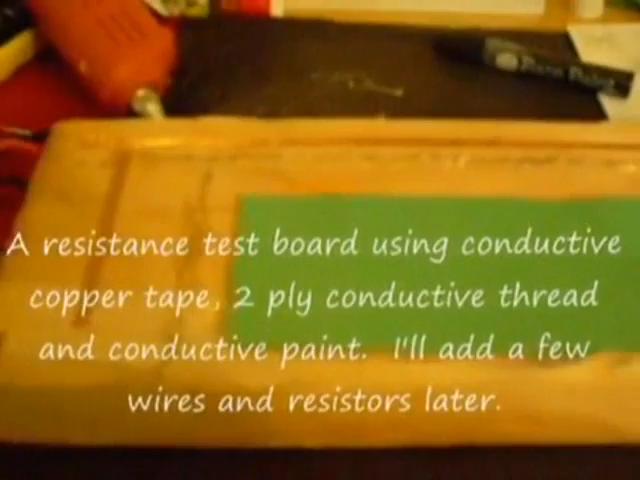 A resistance test board using conductive
copper tape, 2 ply conductive thread
and conductive paint.  I'll add a few
wires and resistors later.